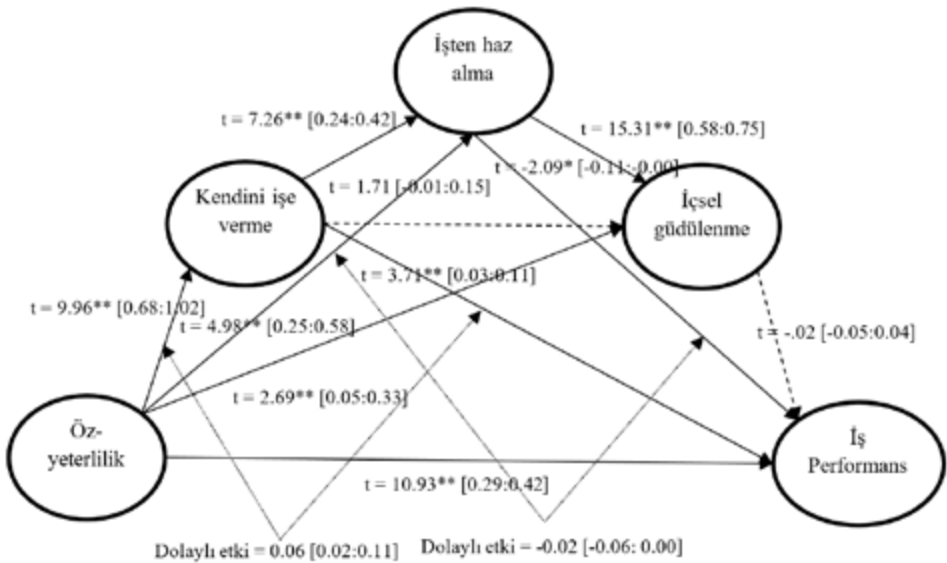 İşten haz
alma
t = 7.26** [0.24:0.42]
t = 15.31** [0.58:0.75]
t = -2.09* [-0.11:-0.00]
Kendini işe
verme
t = 1.71 [-0.01:0.15]
İçsel
güdülenme
t = 3.71** [0.03:0.11]
t = 9.96** [0.68:1.02]
t = 4.98** [0.25:0.58]
t = -.02 [-0.05:0.04]
t = 2.69** [0.05:0.33]
Öz-
yeterlilik
İş
Performans
t = 10.93** [0.29:0.42]
Dolaylı etki = 0.06 [0.02:0.11]
Dolaylı etki = -0.02 [-0.06: 0.00]